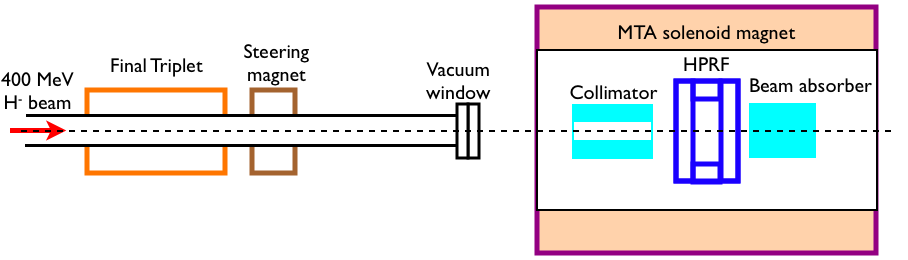 400 MeV
H- beam
Final Triplet
Steering
magnet
Vacuum
window
MTA solenoid magnet
Collimator
HPRF
Beam absorber